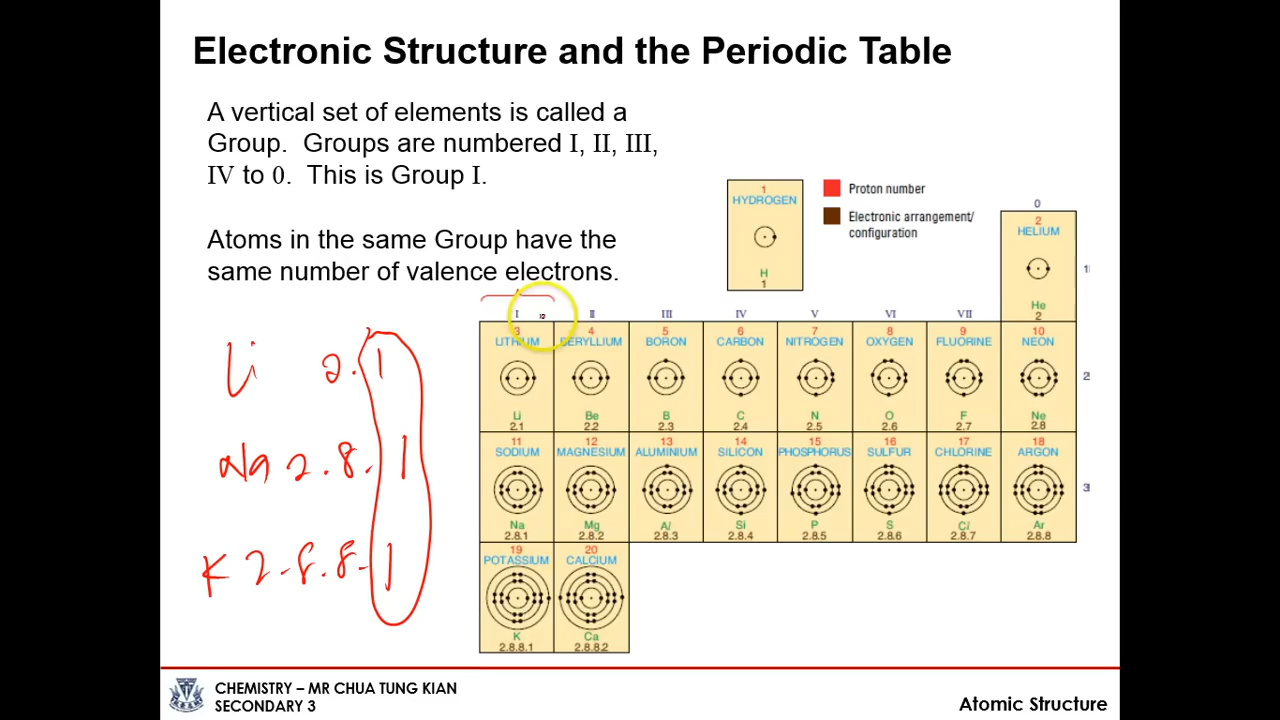 Electronic Structure and the Periodic Table
A vertical set of elements is called a
Group. Groups are numbered I, II, III,
IV to 0. This is Group I.
Atoms in the same Group have the
same number of valence electrons.
Li 2.1
Na 2.8.1
K 2.8.8.1
1
HYDROGEN
H
1
Proton number
Electronic arrangement/
configuration
0
2
HELIUM
He
2
1
I II III IV V VI VII
3 4 5 6 7 8 9 10
LITHIUM BERYLLIUM BORON CARBON NITROGEN OXYGEN FLUORINE NEON
2
Li Be B C N O F Ne
2.1 2.2 2.3 2.4 2.5 2.6 2.7 2.8
11 12 13 14 15 16 17 18
SODIUM MAGNESIUM ALUMINIUM SILICON PHOSPHORUS SULFUR CHLORINE ARGON
3
Na Mg Al Si P S Cl Ar
2.8.1 2.8.2 2.8.3 2.8.4 2.8.5 2.8.6 2.8.7 2.8.8
19 20
POTASSIUM CALCIUM
K Ca
2.8.8.1 2.8.8.2
CHEMISTRY – MR CHUA TUNG KIAN
SECONDARY 3
Atomic Structure